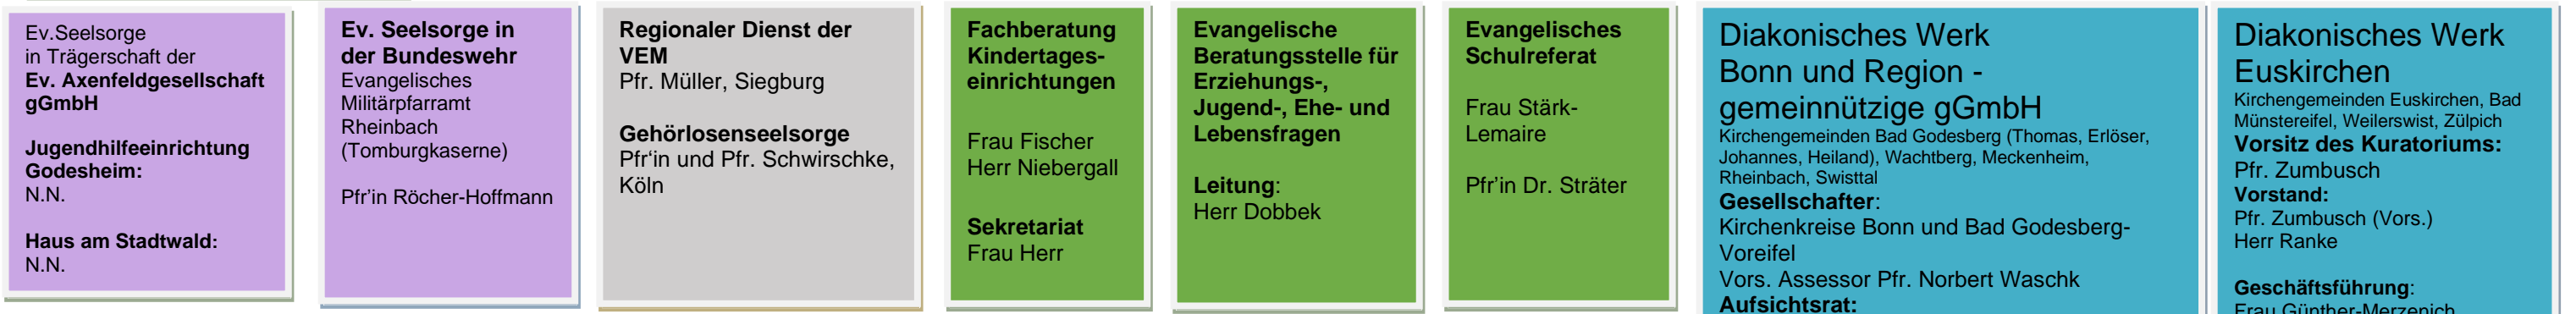 Ev.Seelsorge
in Trägerschaft der
Ev. Axenfeldgesellschaft
gGmbH
Jugendhilfeeinrichtung
Godesheim:
N.N.
Haus am Stadtwald:
N.N.
Ev. Seelsorge in
der Bundeswehr
Evangelisches
Militärpfarramt
Rheinbach
(Tomburgkaserne)
Pfr’in Röcher-Hoffmann
Regionaler Dienst der
VEM
Pfr. Müller, Siegburg
Gehörlosenseelsorge
Pfr‘in und Pfr. Schwirschke,
Köln
Fachberatung
Kindertages-
einrichtungen
Frau Fischer
Herr Niebergall
Sekretariat
Frau Herr
Evangelische
Beratungsstelle für
Erziehungs-,
Jugend-, Ehe- und
Lebensfragen
Leitung:
Herr Dobbek
Evangelisches
Schulreferat
Frau Stärk-
Lemaire
Pfr’in Dr. Sträter
Diakonisches Werk
Bonn und Region -
gemeinnützige gGmbH
Kirchengemeinden Bad Godesberg (Thomas, Erlöser,
Johannes, Heiland), Wachtberg, Meckenheim,
Rheinbach, Swisttal
Gesellschafter:
Kirchenkreise Bonn und Bad Godesberg-
Voreifel
Vors. Assessor Pfr. Norbert Waschk
Aufsichtsrat:
Diakonisches Werk
Euskirchen
Kirchengemeinden Euskirchen, Bad
Münstereifel, Weilerswist, Zülpich
Vorsitz des Kuratoriums:
Pfr. Zumbusch
Vorstand:
Pfr. Zumbusch (Vors.)
Herr Ranke
Geschäftsführung:
Frau Günther-Merzenich